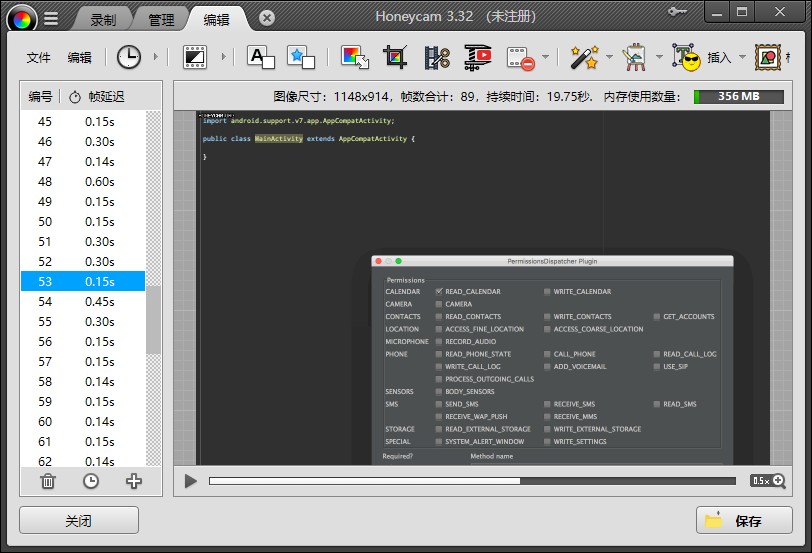 录制 管理 编辑 Honeycam 3.32 （未注册）
文件 编辑 插入
编号 帧延迟 图像尺寸：1148x914，帧数合计：89，持续时间：19.75秒. 内存使用数量： 356 MB
45 0.15s
46 0.30s
47 0.14s
48 0.60s
49 0.15s
50 0.15s
51 0.30s
52 0.30s
53 0.15s
54 0.45s
55 0.30s
56 0.15s
57 0.15s
58 0.14s
59 0.15s
60 0.14s
61 0.15s
62 0.14s
import android.support.v7.app.AppCompatActivity;
public class MainActivity extends AppCompatActivity {
}
PermissionsDispatcher Plugin
Permissions
CALENDAR READ_CALENDAR WRITE_CALENDAR
CAMERA CAMERA
CONTACTS READ_CONTACTS WRITE_CONTACTS GET_ACCOUNTS
LOCATION ACCESS_FINE_LOCATION ACCESS_COARSE_LOCATION
MICROPHONE RECORD_AUDIO
PHONE READ_PHONE_STATE CALL_PHONE READ_CALL_LOG
WRITE_CALL_LOG ADD_VOICEMAIL USE_SIP
PROCESS_OUTGOING_CALLS
SENSORS BODY_SENSORS
SMS SEND_SMS RECEIVE_SMS READ_SMS
RECEIVE_WAP_PUSH RECEIVE_MMS
STORAGE READ_EXTERNAL_STORAGE WRITE_EXTERNAL_STORAGE
SPECIAL SYSTEM_ALERT_WINDOW WRITE_SETTINGS
Required? Method name
0.5×
关闭 保存